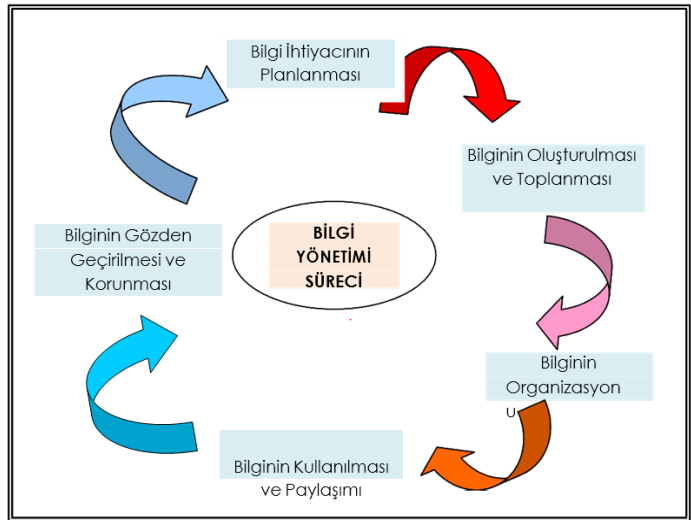 Bilgi İhtiyacının
Planlanması
Bilginin Oluşturulması
ve Toplanması
Bilginin
Organizasyon
u
Bilginin Kullanılması
ve Paylaşımı
Bilginin Gözden
Geçirilmesi ve
Korunması
BİLGİ
YÖNETİMİ
SÜRECİ